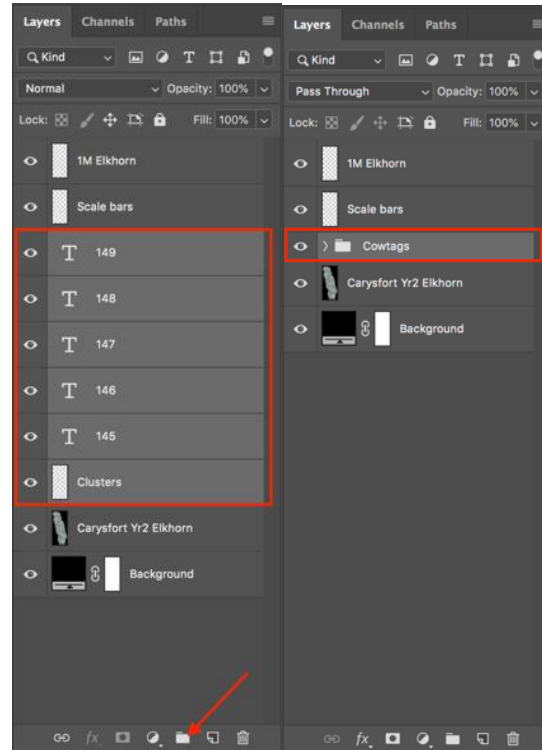 Layers Channels Paths
Kind
Normal Opacity: 100%
Lock: Fill: 100%
1M Elkhorn
Scale bars
T 149
T 148
T 147
T 146
T 145
Clusters
Carysfort Yr2 Elkhorn
Background
fx
Layers Channels Paths
Kind
Pass Through Opacity: 100%
Lock: Fill: 100%
1M Elkhorn
Scale bars
Cowtags
Carysfort Yr2 Elkhorn
Background
fx